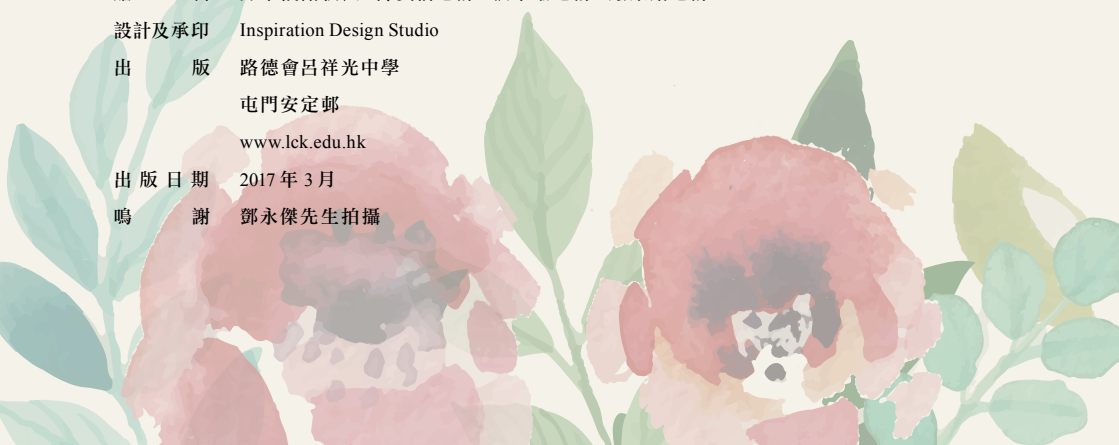 設計及承印 Inspiration Design Studio
出版 路德會呂祥光中學
屯門安定邨
www.lck.edu.hk
出版日期 2017 年 3 月
鳴謝 鄧永傑先生拍攝